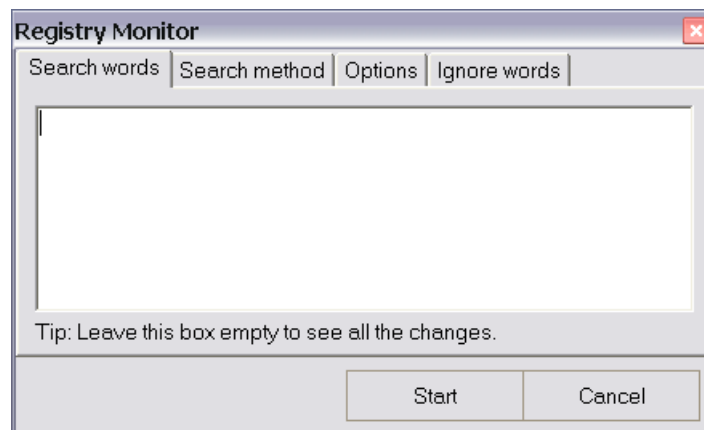 Registry Monitor
Search words Search method Options Ignore words
Tip: Leave this box empty to see all the changes.
Start Cancel